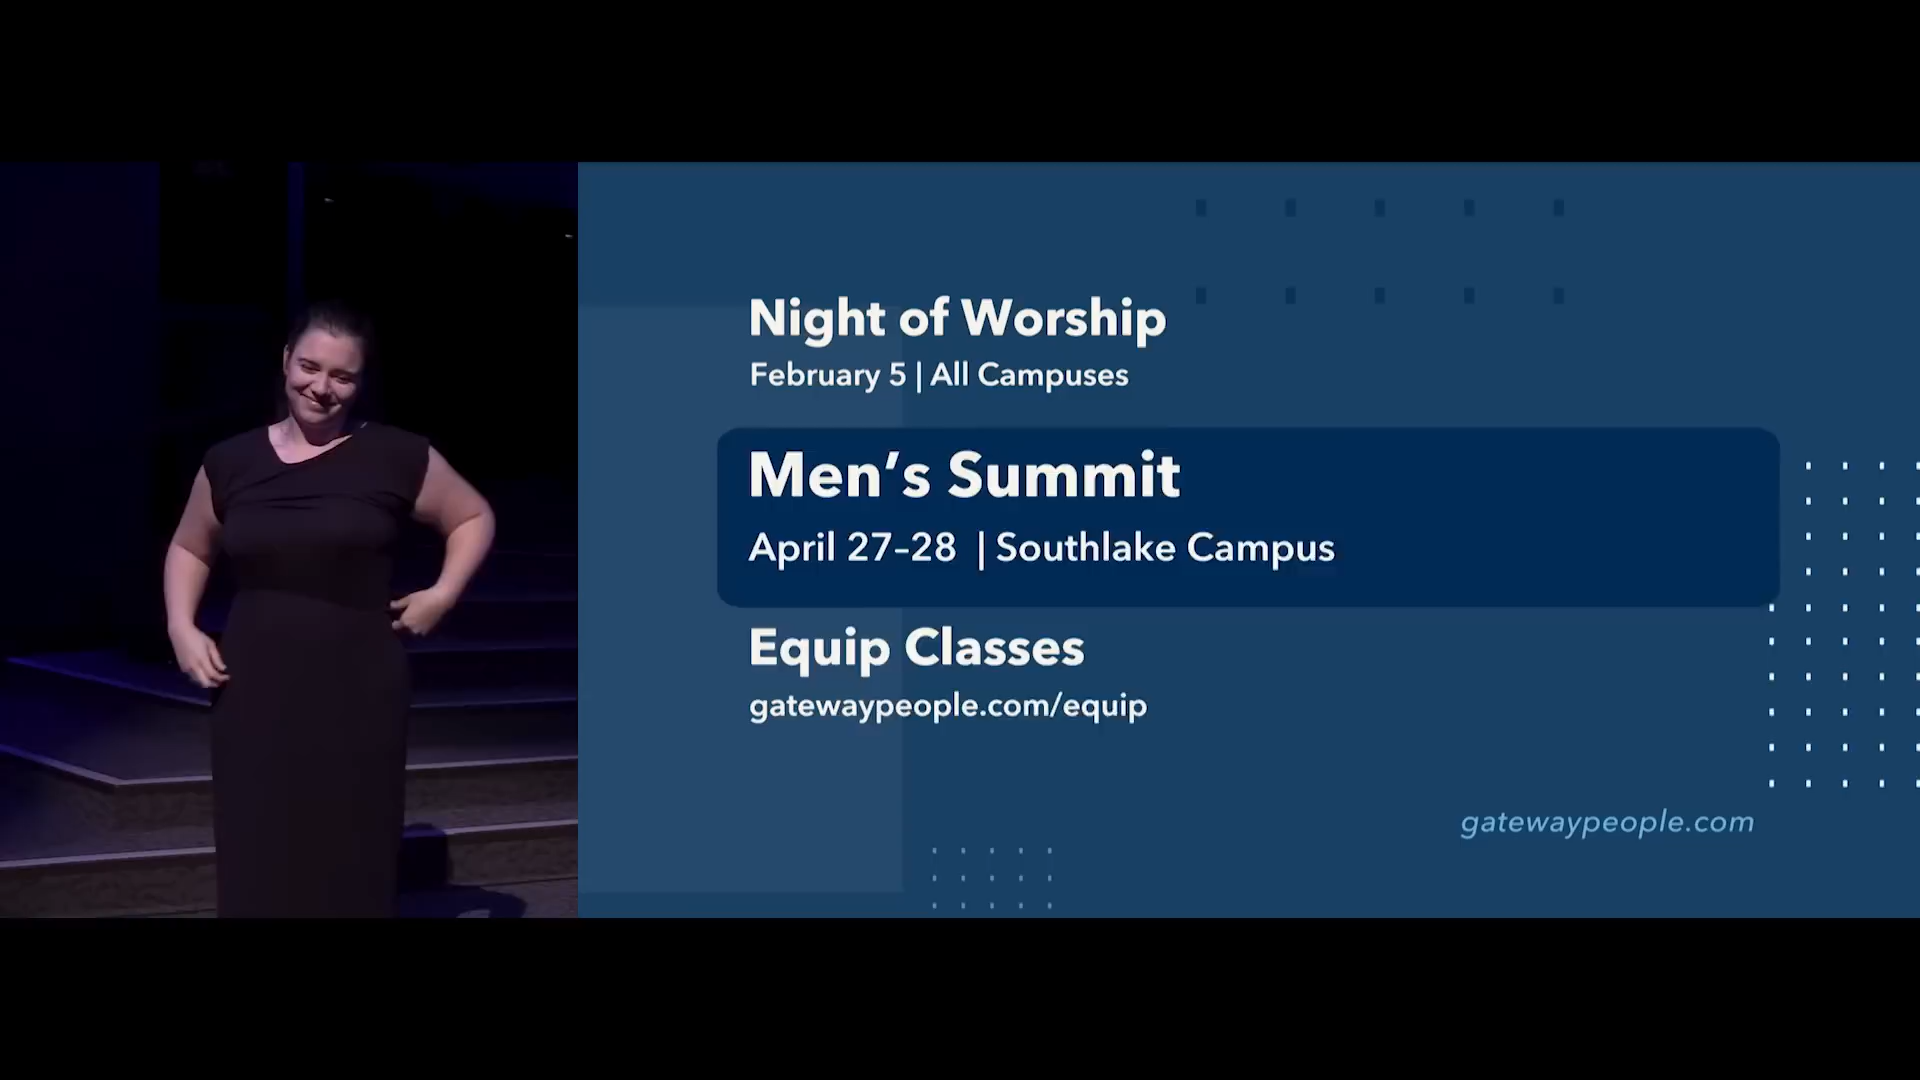 Night of Worship
February 5 | All Campuses
Men’s Summit
April 27–28 | Southlake Campus
Equip Classes
gatewaypeople.com/equip
gatewaypeople.com